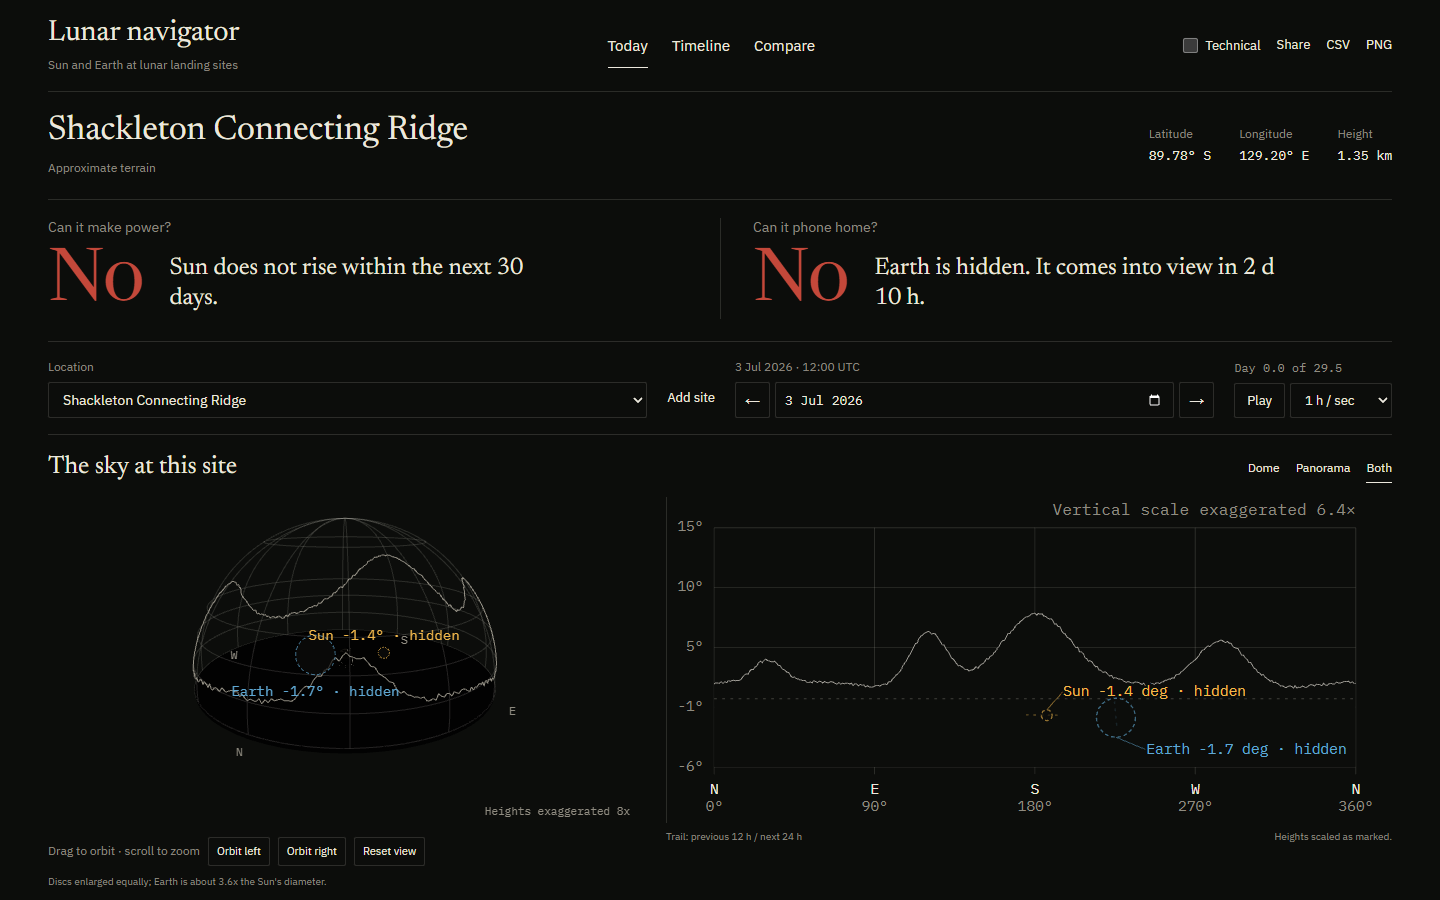 Lunar navigator
Sun and Earth at lunar landing sites
Today Timeline Compare
Technical Share CSV PNG
Shackleton Connecting Ridge
Approximate terrain
Latitude Longitude Height
89.78° S 129.20° E 1.35 km
Can it make power?
No
Sun does not rise within the next 30
days.
Can it phone home?
No
Earth is hidden. It comes into view in 2 d
10 h.
Location
Shackleton Connecting Ridge
Add site
3 Jul 2026 · 12:00 UTC
← 3 Jul 2026 →
Day 0.0 of 29.5
Play 1 h / sec
The sky at this site
Dome Panorama Both
Sun -1.4° · hidden
S
W
Earth -1.7° · hidden
E
N
Heights exaggerated 8x
Vertical scale exaggerated 6.4×
15°
10°
5°
-1°
-6°
Sun -1.4 deg · hidden
Earth -1.7 deg · hidden
N E S W N
0° 90° 180° 270° 360°
Trail: previous 12 h / next 24 h
Heights scaled as marked.
Drag to orbit · scroll to zoom Orbit left Orbit right Reset view
Discs enlarged equally; Earth is about 3.6x the Sun's diameter.